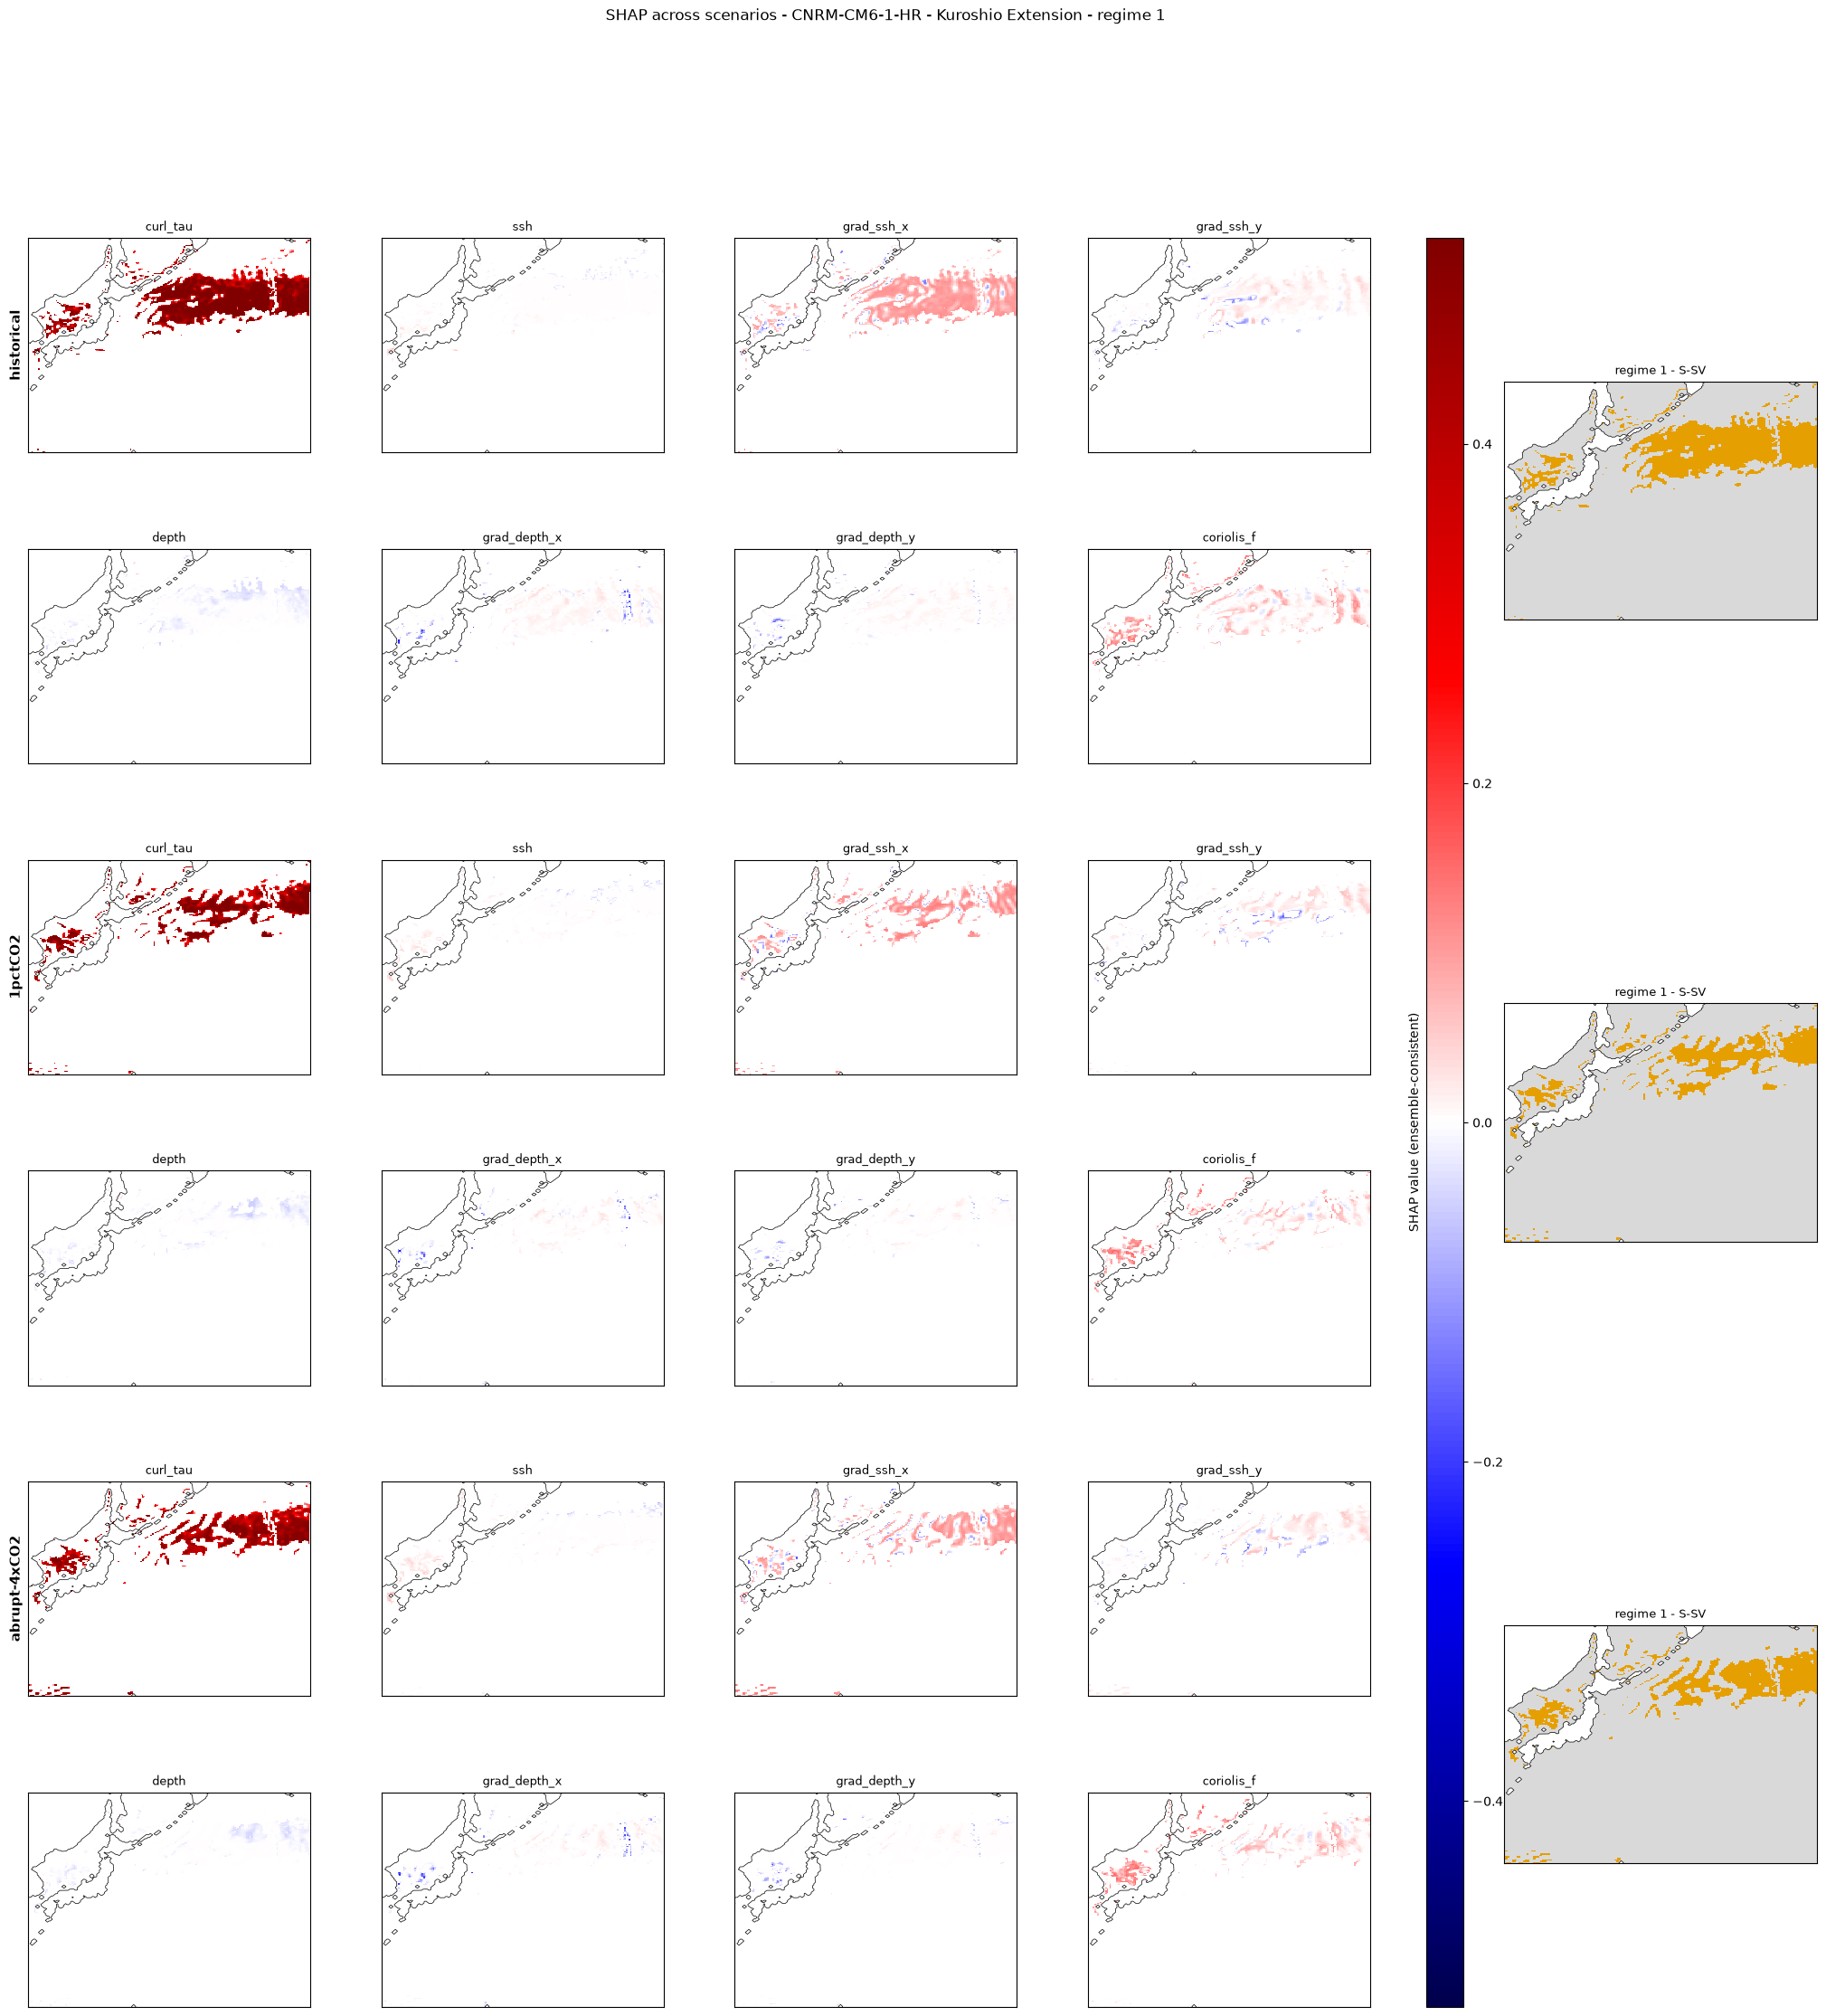 SHAP across scenarios - CNRM-CM6-1-HR - Kuroshio Extension - regime 1
historical
curl_tau
ssh
grad_ssh_x
grad_ssh_y
depth
grad_depth_x
grad_depth_y
coriolis_f
1pctCO2
curl_tau
ssh
grad_ssh_x
grad_ssh_y
depth
grad_depth_x
grad_depth_y
coriolis_f
abrupt-4xCO2
curl_tau
ssh
grad_ssh_x
grad_ssh_y
depth
grad_depth_x
grad_depth_y
coriolis_f
SHAP value (ensemble-consistent)
0.4
0.2
0.0
−0.2
−0.4
regime 1 - S-SV
regime 1 - S-SV
regime 1 - S-SV